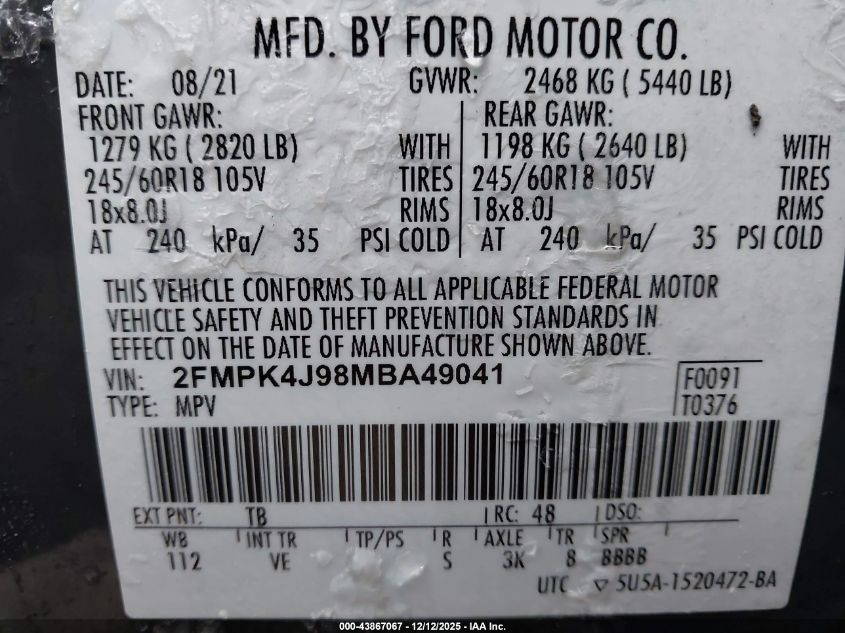 MFD. BY FORD MOTOR CO.
DATE: 08/21 GVWR: 2468 KG ( 5440 LB)
FRONT GAWR: REAR GAWR:
1279 KG ( 2820 LB) WITH 1198 KG ( 2640 LB) WITH
245/60R18 105V TIRES 245/60R18 105V TIRES
18x8.0J RIMS 18x8.0J RIMS
AT 240 kPa/ 35 PSI COLD AT 240 kPa/ 35 PSI COLD
THIS VEHICLE CONFORMS TO ALL APPLICABLE FEDERAL MOTOR
VEHICLE SAFETY AND THEFT PREVENTION STANDARDS IN
EFFECT ON THE DATE OF MANUFACTURE SHOWN ABOVE.
VIN: 2FMPK4J98MBA49041 F0091
TYPE: MPV T0376
EXT PNT: TB RC: 48 DSO:
WB INT TR TP/PS R AXLE TR SPR
112 VE S 3K 8 BBBB
UTC ▽ 5U5A-1520472-BA
000-43867067 - 12/12/2025 - IAA Inc.